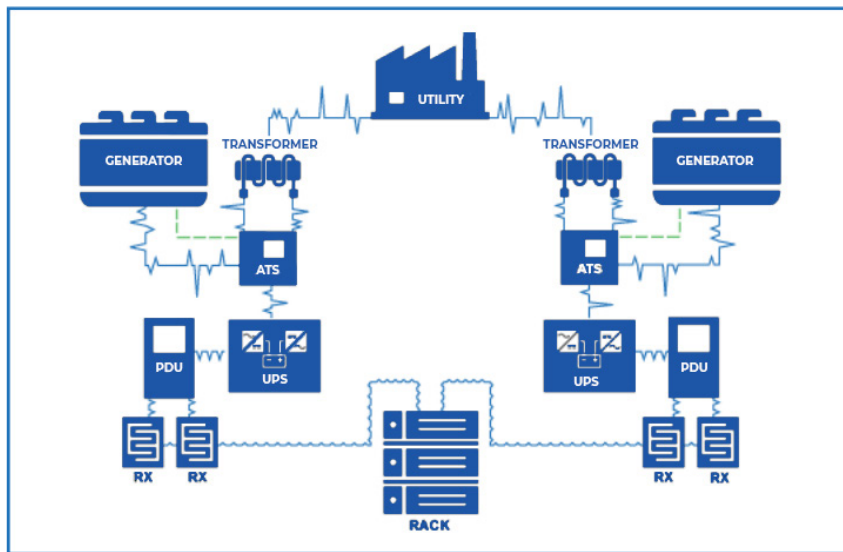 UTILITY
TRANSFORMER
TRANSFORMER
GENERATOR
GENERATOR
ATS
ATS
PDU
UPS
UPS
PDU
RX
RX
RX
RX
RACK